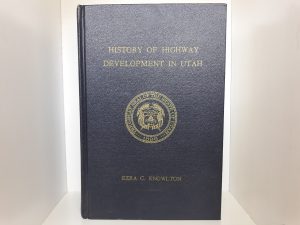 HISTORY OF HIGHWAY
DEVELOPMENT IN UTAH
EZRA C. KNOWLTON